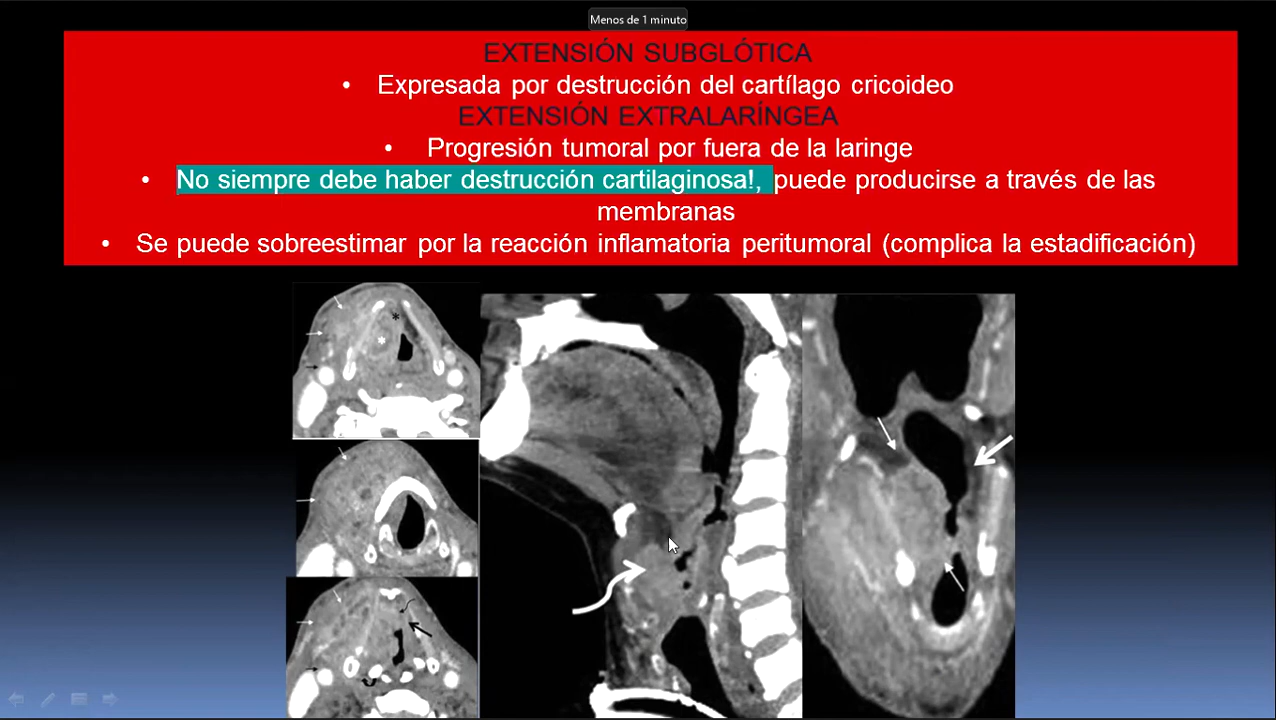 Menos de 1 minuto
EXTENSIÓN SUBGLÓTICA
• Expresada por destrucción del cartílago cricoideo
EXTENSIÓN EXTRALARÍNGEA
• Progresión tumoral por fuera de la laringe
• No siempre debe haber destrucción cartilaginosa!, puede producirse a través de las
membranas
• Se puede sobreestimar por la reacción inflamatoria peritumoral (complica la estadificación)